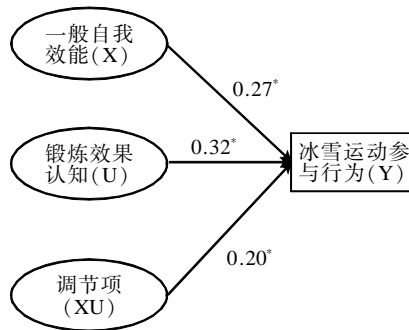 一般自我
效能(X)
0.27*
锻炼效果
认知(U)
0.32*
冰雪运动参
与行为(Y)
0.20*
调节项
(XU)